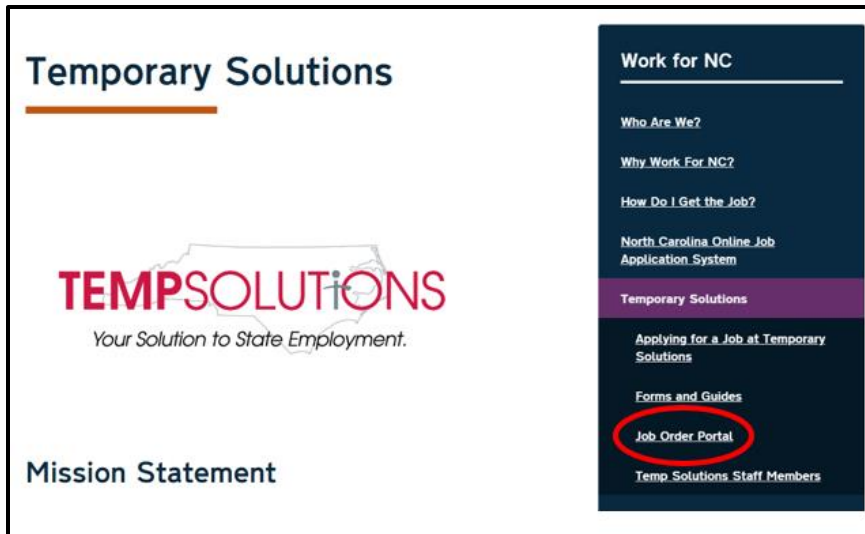 Temporary Solutions
TEMPSOLUTIONS
Your Solution to State Employment.
Mission Statement
Work for NC
Who Are We?
Why Work For NC?
How Do I Get the Job?
North Carolina Online Job
Application System
Temporary Solutions
Applying for a Job at Temporary
Solutions
Forms and Guides
Job Order Portal
Temp Solutions Staff Members